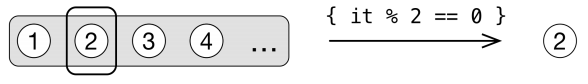 { it % 2 == 0 }
1 2 3 4 ... 2